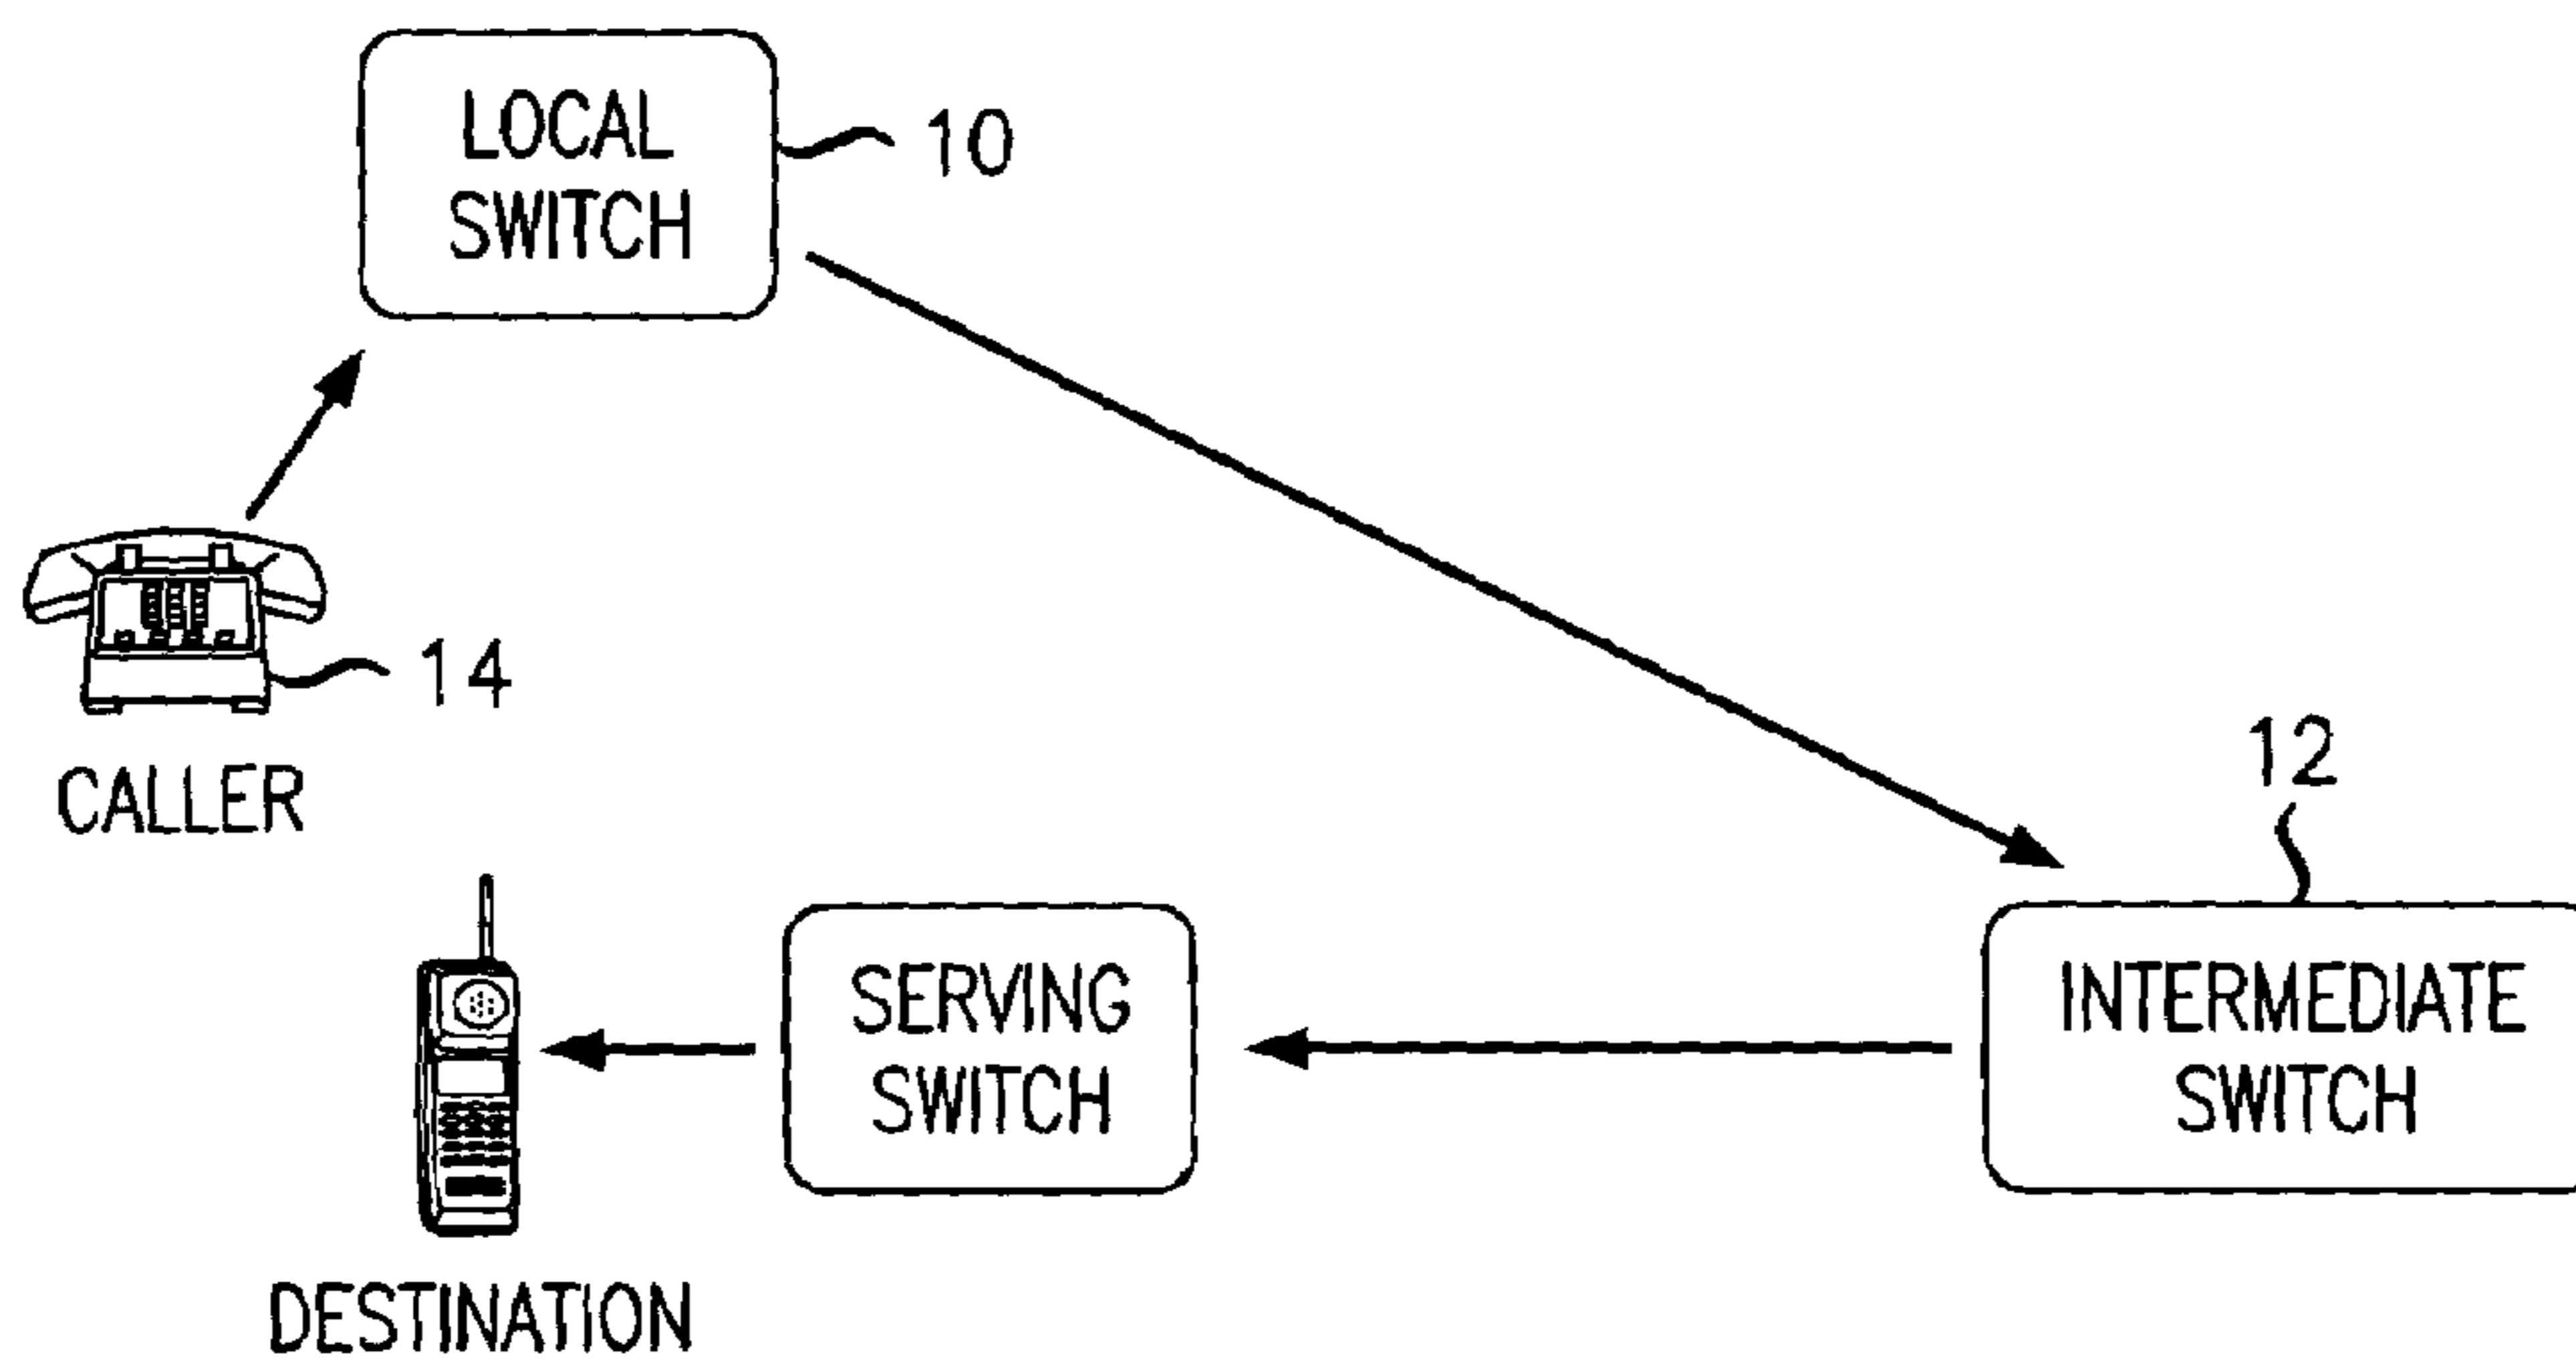 LOCAL
SWITCH
10
14
CALLER
12
SERVING
SWITCH
INTERMEDIATE
SWITCH
DESTINATION